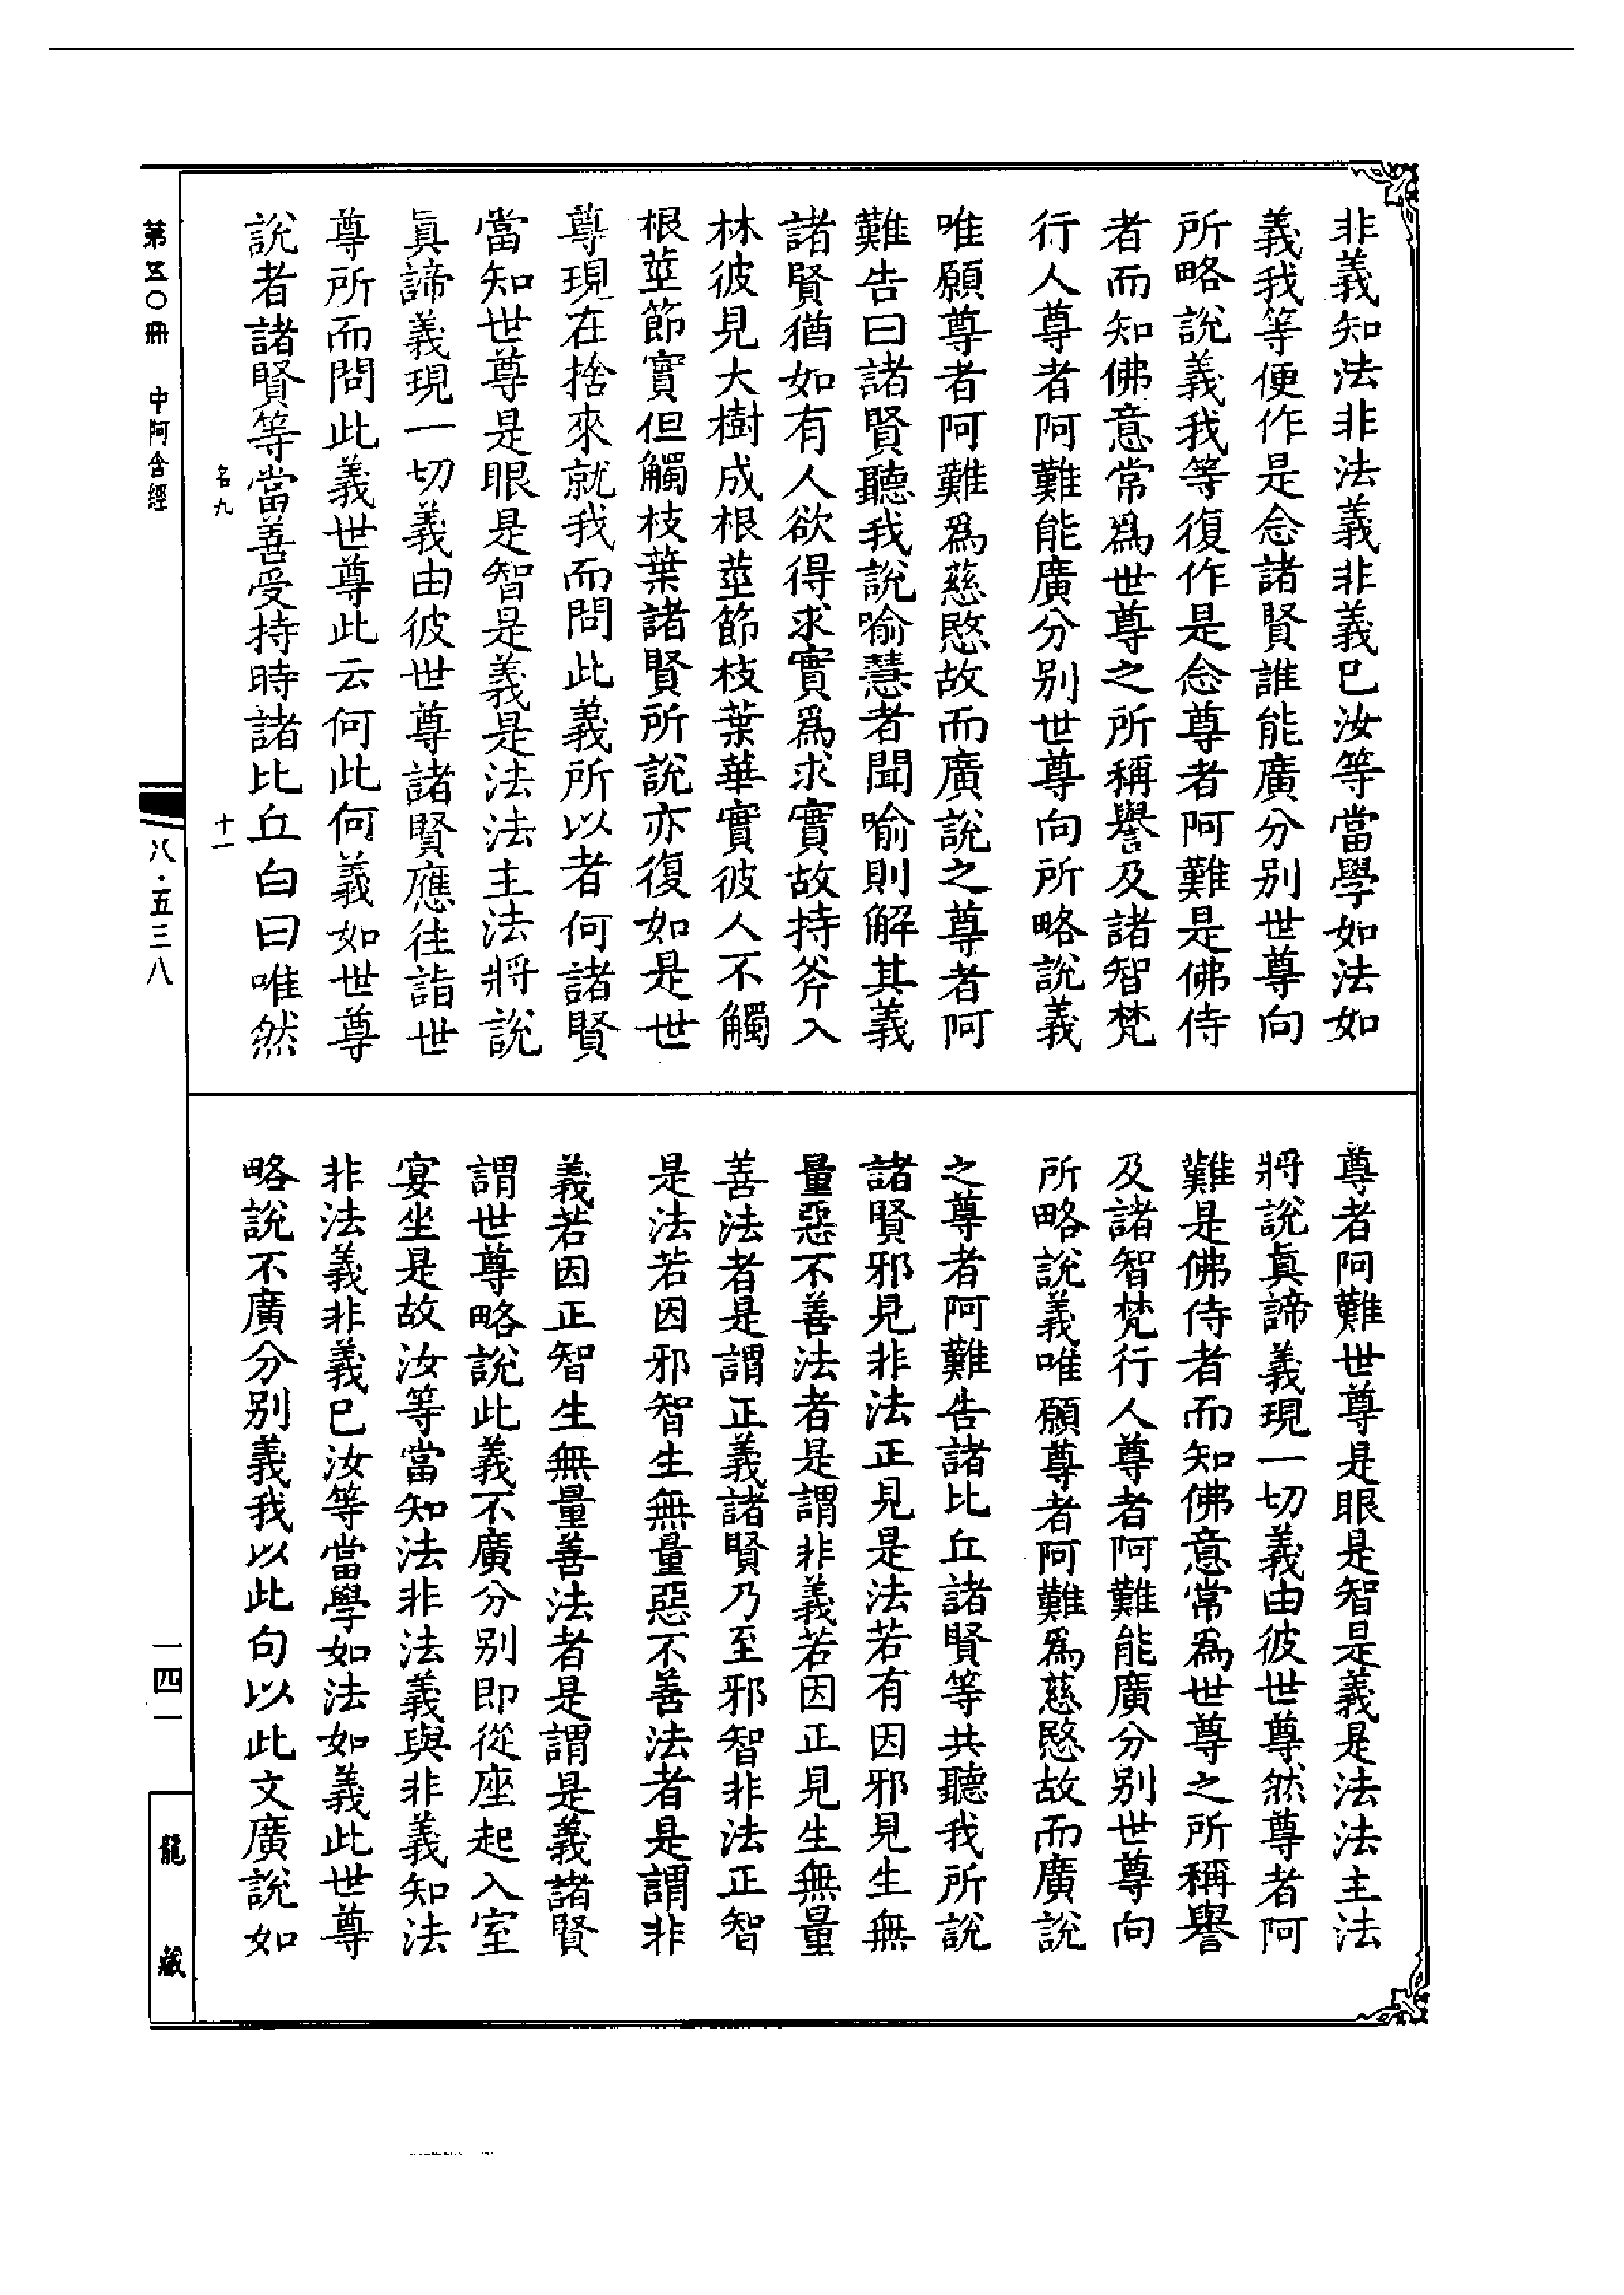 非義知法非法義非義已汝等當學如法如
義我等便作是念諸賢誰能廣分別世尊向
所略說義我等復作是念尊者阿難是佛侍
者而知佛意常爲世尊之所稱譽及諸智梵
行人尊者阿難能廣分別世尊向所略說義
唯願尊者阿難爲慈愍故而廣說之尊者阿
難告曰諸賢聽我說喻慧者聞喻則解其義
諸賢猶如有人欲得求實爲求實故持斧入
林彼見大樹成根莖節枝葉華實彼人不觸
根莖節實但觸枝葉諸賢所說亦復如是世
尊現在捨來就我而問此義所以者何諸賢
當知世尊是眼是智是義是法法主法將說
眞諦義現一切義由彼世尊諸賢應往詣世
尊所而問此義世尊此云何此何義如世尊
說者諸賢等當善受持時諸比丘白曰唯然
名九 十一
尊者阿難世尊是眼是智是義是法法主法
將說眞諦義現一切義由彼世尊然尊者阿
難是佛侍者而知佛意常爲世尊之所稱譽
及諸智梵行人尊者阿難能廣分別世尊向
所略說義唯願尊者阿難爲慈愍故而廣說
之尊者阿難告諸比丘諸賢等共聽我所說
諸賢邪見非法正見是法若有因邪見生無
量惡不善法者是謂非義若因正見生無量
善法者是謂正義諸賢乃至邪智非法正智
是法若因邪智生無量惡不善法者是謂非
義若因正智生無量善法者是謂是義諸賢
謂世尊略說此義不廣分別即從座起入室
宴坐是故汝等當知法非法義與非義知法
非法義非義已汝等當學如法如義此世尊
略說不廣分別義我以此句以此文廣說如
第五〇冊 中阿含經
八·五三八
一四一
龍藏